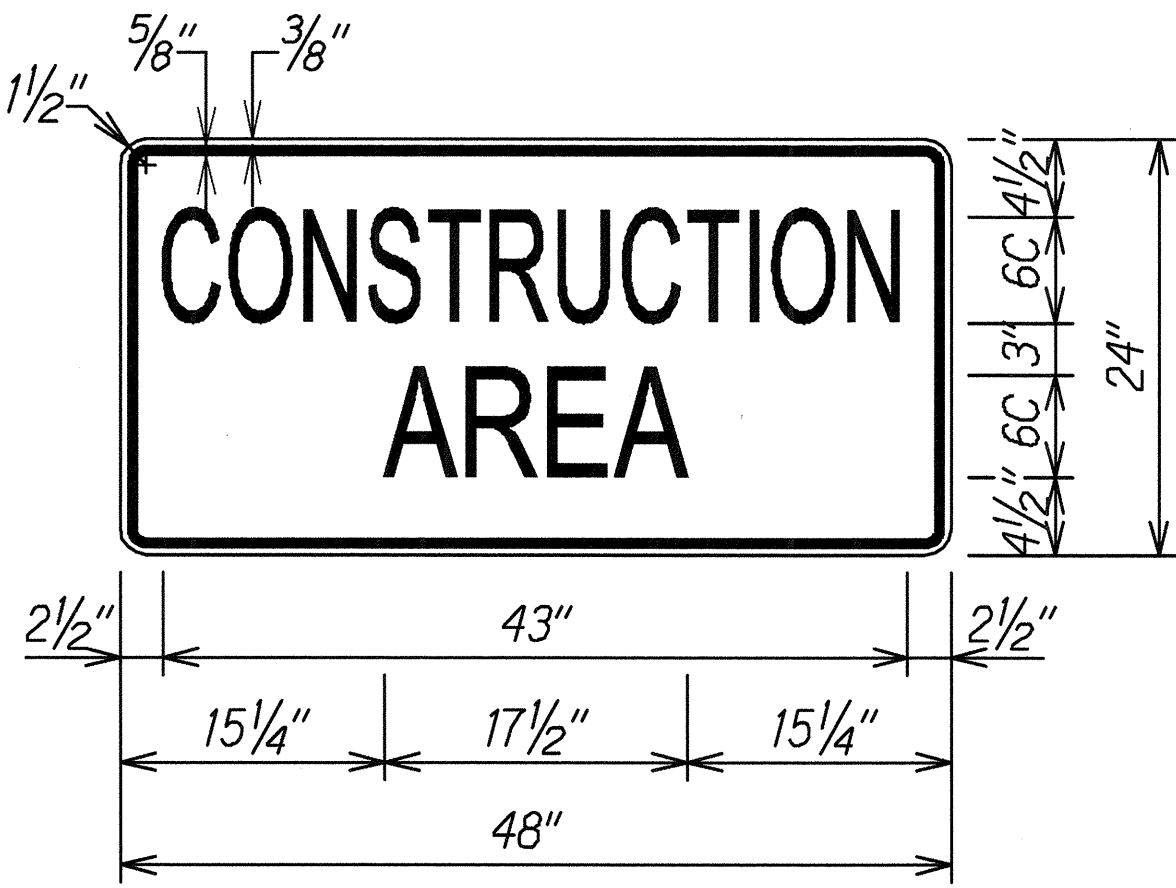 5/8" 3/8"
1 1/2"
CONSTRUCTION
AREA
4 1/2"
6C
3"
6C
4 1/2"
24"
2 1/2" 43" 2 1/2"
15 1/4" 17 1/2" 15 1/4"
48"